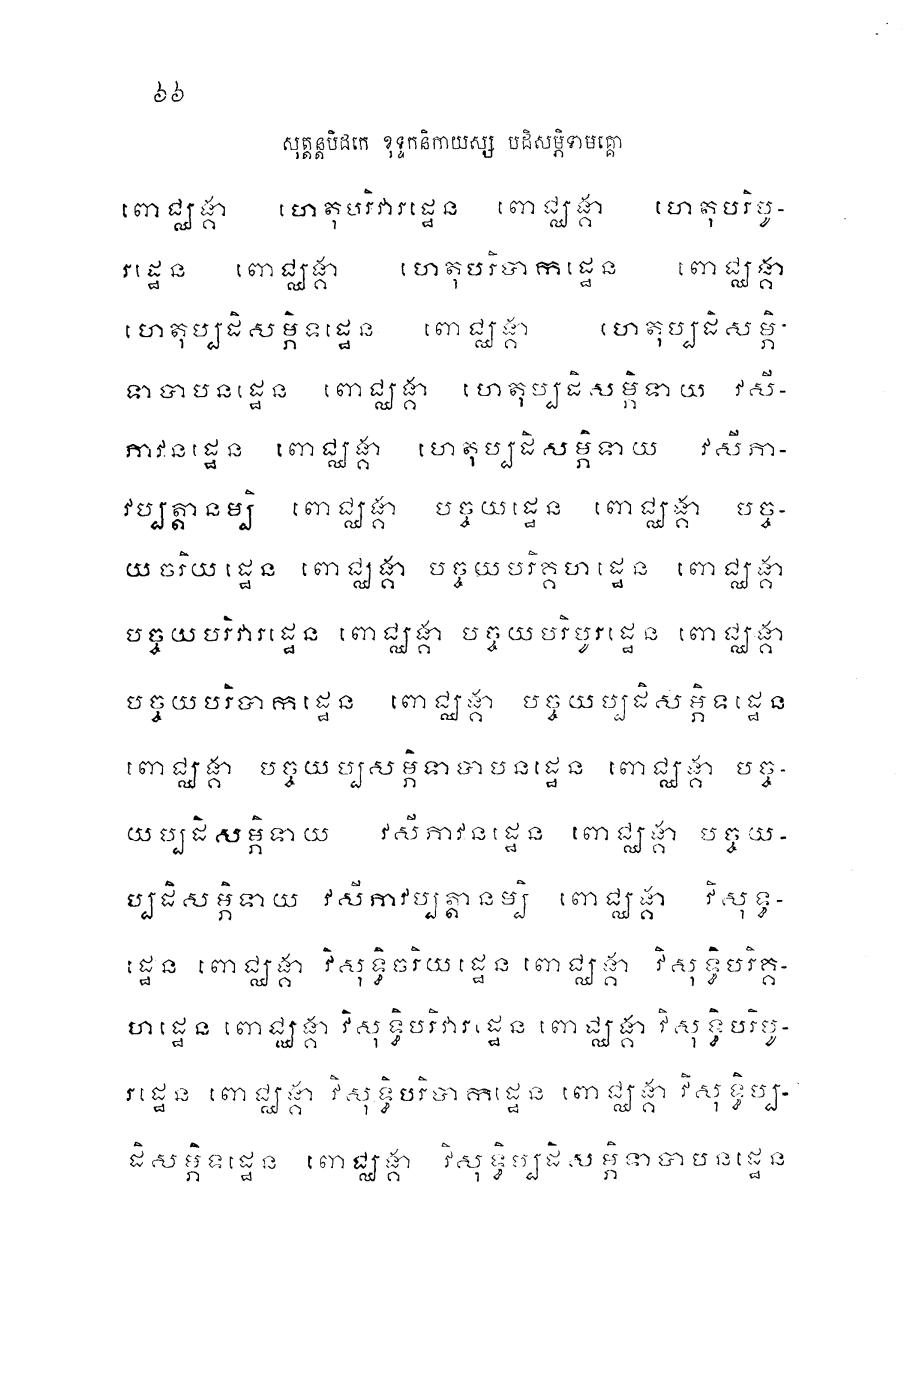 ៦៦
សុត្តន្តបិដកេ ខុទ្ទកនិកាយស្ស បដិសម្ភិទាមគ្គោ
ពោជ្ឈង្គា ហេតុបរិវារដ្ឋេន ពោជ្ឈង្គា ហេតុបរិបូ-
រដ្ឋេន ពោជ្ឈង្គា ហេតុបរិបាកដ្ឋេន ពោជ្ឈង្គា
ហេតុប្បដិសម្ភិទដ្ឋេន ពោជ្ឈង្គា ហេតុប្បដិសម្ភិ-
ទាបាបនដ្ឋេន ពោជ្ឈង្គា ហេតុប្បដិសម្ភិទាយ វសី-
ភាវនដ្ឋេន ពោជ្ឈង្គា ហេតុប្បដិសម្ភិទាយ វសីភា-
វប្បត្តានម្បិ ពោជ្ឈង្គា បច្ចយដ្ឋេន ពោជ្ឈង្គា បច្ច-
យចរិយដ្ឋេន ពោជ្ឈង្គា បច្ចយបរិគ្គហដ្ឋេន ពោជ្ឈង្គា
បច្ចយបរិវារដ្ឋេន ពោជ្ឈង្គា បច្ចយបរិបូរដ្ឋេន ពោជ្ឈង្គា
បច្ចយបរិបាកដ្ឋេន ពោជ្ឈង្គា បច្ចយប្បដិសម្ភិទដ្ឋេន
ពោជ្ឈង្គា បច្ចយប្បសម្ភិទាបាបនដ្ឋេន ពោជ្ឈង្គា បច្ច-
យប្បដិសម្ភិទាយ វសីភាវនដ្ឋេន ពោជ្ឈង្គា បច្ចយ-
ប្បដិសម្ភិទាយ វសីភាវប្បត្តានម្បិ ពោជ្ឈង្គា វិសុទ្ធ-
ដ្ឋេន ពោជ្ឈង្គា វិសុទ្ធិចរិយដ្ឋេន ពោជ្ឈង្គា វិសុទ្ធិបរិគ្គ-
ហដ្ឋេន ពោជ្ឈង្គា វិសុទ្ធិបរិវារដ្ឋេន ពោជ្ឈង្គា វិសុទ្ធិបរិបូ-
រដ្ឋេន ពោជ្ឈង្គា វិសុទ្ធិបរិបាកដ្ឋេន ពោជ្ឈង្គា វិសុទ្ធិប្ប-
ដិសម្ភិទដ្ឋេន ពោជ្ឈង្គា វិសុទ្ធិប្បដិសម្ភិទាបាបនដ្ឋេន